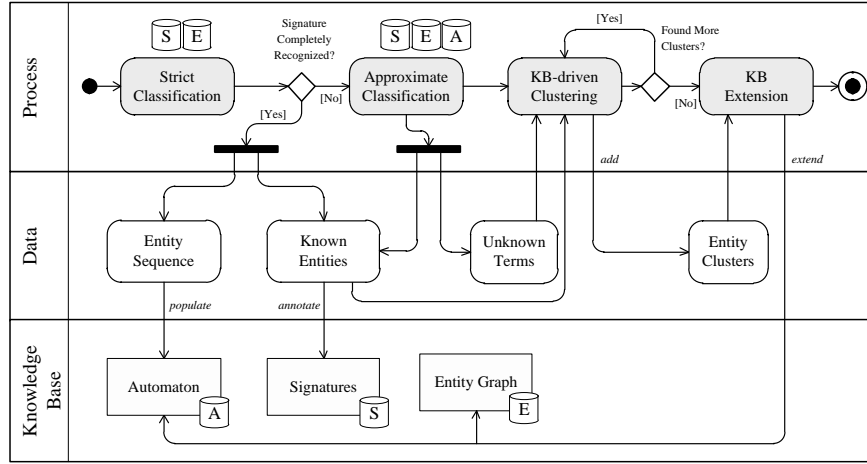 Process
S E
Signature
Completely
Recognized?
S E A
[Yes]
Found More
Clusters?
Strict
Classification
[No]
Approximate
Classification
KB-driven
Clustering
[No]
KB
Extension
[Yes]
add
extend
Data
Entity
Sequence
Known
Entities
Unknown
Terms
Entity
Clusters
populate
annotate
Knowledge
Base
Automaton
A
Signatures
S
Entity Graph
E